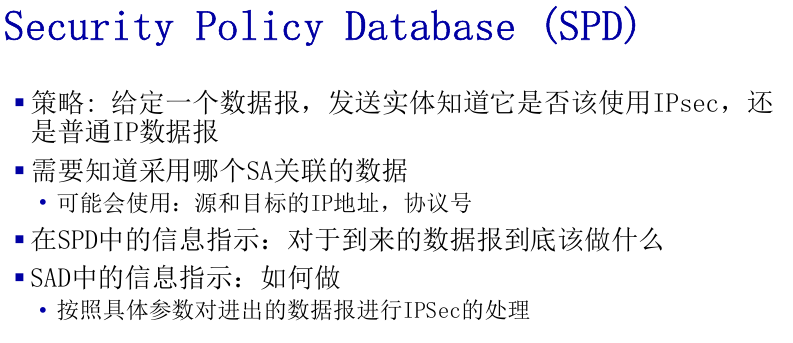 Security Policy Database (SPD)
▪ 策略: 给定一个数据报，发送实体知道它是否该使用IPsec，还
是普通IP数据报
▪ 需要知道采用哪个SA关联的数据
• 可能会使用：源和目标的IP地址，协议号
▪ 在SPD中的信息指示：对于到来的数据报到底该做什么
▪ SAD中的信息指示：如何做
• 按照具体参数对进出的数据报进行IPSec的处理